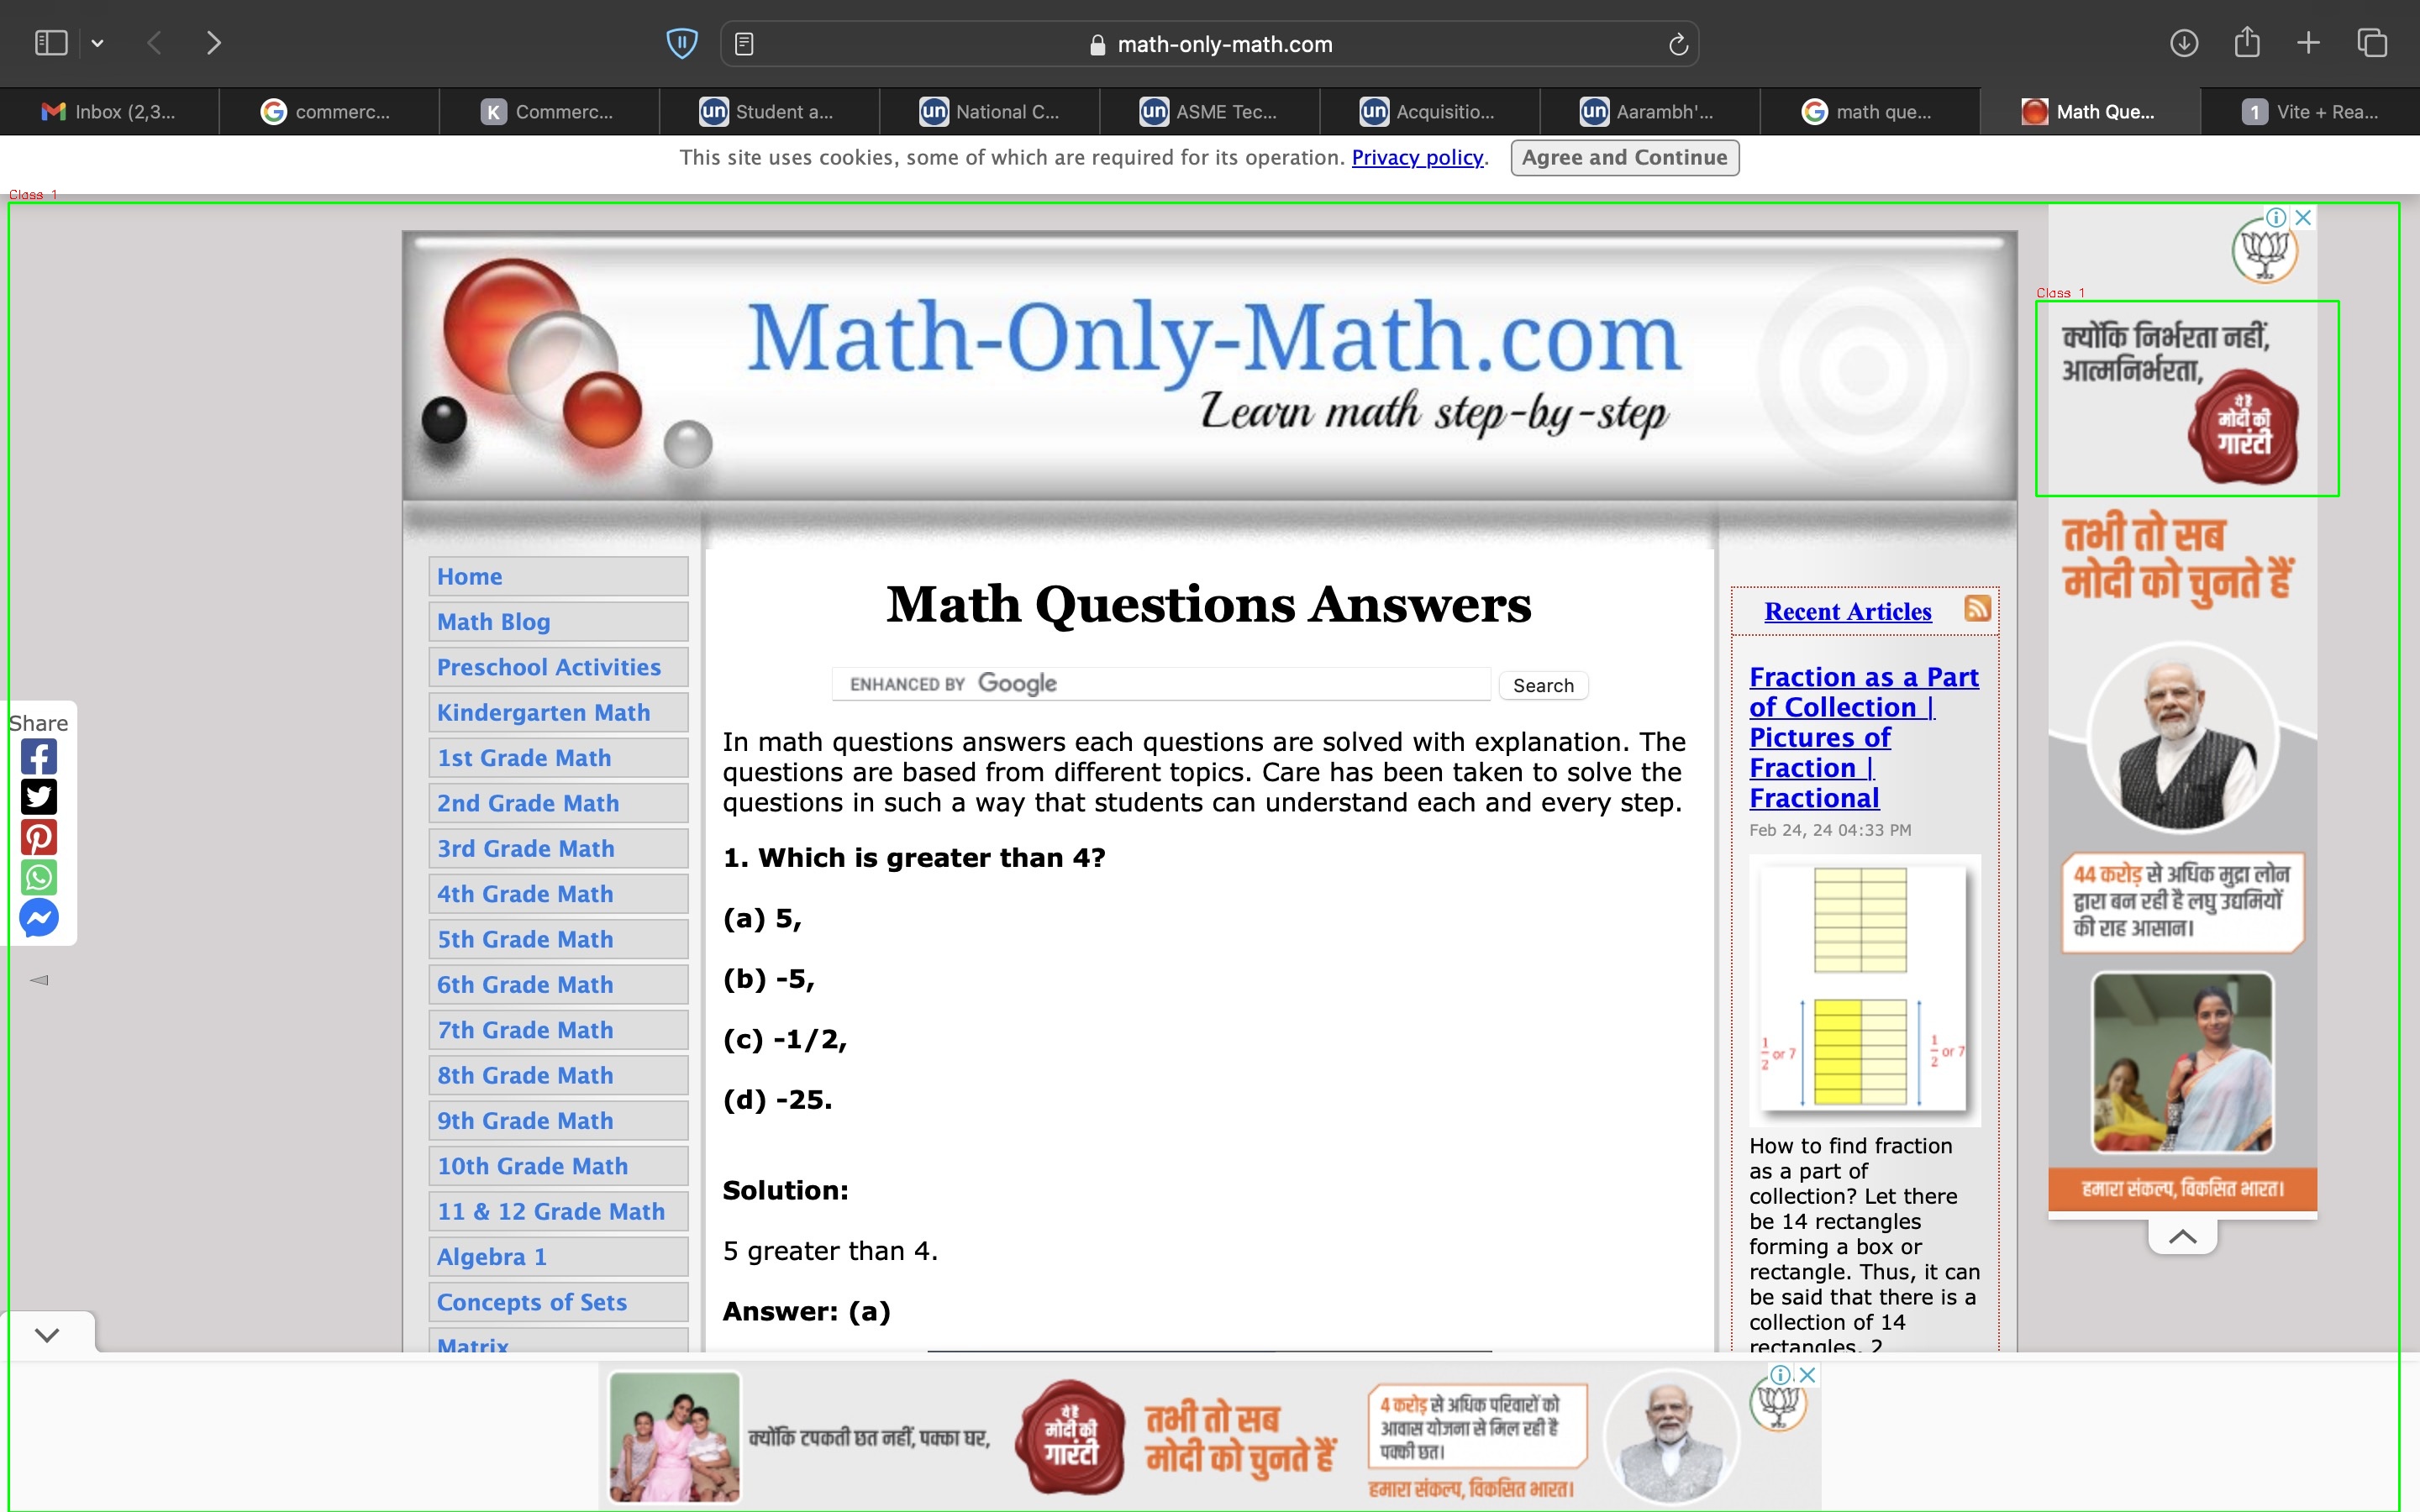 math-only-math.com
Inbox (2,3...
commerc...
K
Commerc...
un
Student a...
un
National C...
un
ASME Tec...
un
Acquisitio...
un
Aarambh'...
math que...
Math Que...
1
Vite + Rea...
This site uses cookies, some of which are required for its operation. Privacy policy.
Agree and Continue
Class 1
Math-Only-Math.com
Learn math step-by-step
Home
Math Blog
Preschool Activities
Kindergarten Math
1st Grade Math
2nd Grade Math
3rd Grade Math
4th Grade Math
5th Grade Math
6th Grade Math
7th Grade Math
8th Grade Math
9th Grade Math
10th Grade Math
11 & 12 Grade Math
Algebra 1
Concepts of Sets
Matrix
Share
Math Questions Answers
ENHANCED BY Google
Search
In math questions answers each questions are solved with explanation. The
questions are based from different topics. Care has been taken to solve the
questions in such a way that students can understand each and every step.
1. Which is greater than 4?
(a) 5,
(b) -5,
(c) -1/2,
(d) -25.
Solution:
5 greater than 4.
Answer: (a)
Recent Articles
Fraction as a Part
of Collection |
Pictures of
Fraction |
Fractional
Feb 24, 24 04:33 PM
1/2 or 7
1/2 or 7
How to find fraction
as a part of
collection? Let there
be 14 rectangles
forming a box or
rectangle. Thus, it can
be said that there is a
collection of 14
rectangles. 2
Class 1
क्योंकि निर्भरता नहीं,
आत्मनिर्भरता,
ये है
मोदी की
गारंटी
तभी तो सब
मोदी को चुनते हैं
44 करोड़ से अधिक मुद्रा लोन
द्वारा बन रही है लघु उद्यमियों
की राह आसान।
हमारा संकल्प, विकसित भारत।
क्योंकि टपकती छत नहीं, पक्का घर,
ये है
मोदी की
गारंटी
तभी तो सब
मोदी को चुनते हैं
4 करोड़ से अधिक परिवारों को
आवास योजना से मिल रही है
पक्की छत।
हमारा संकल्प, विकसित भारत।